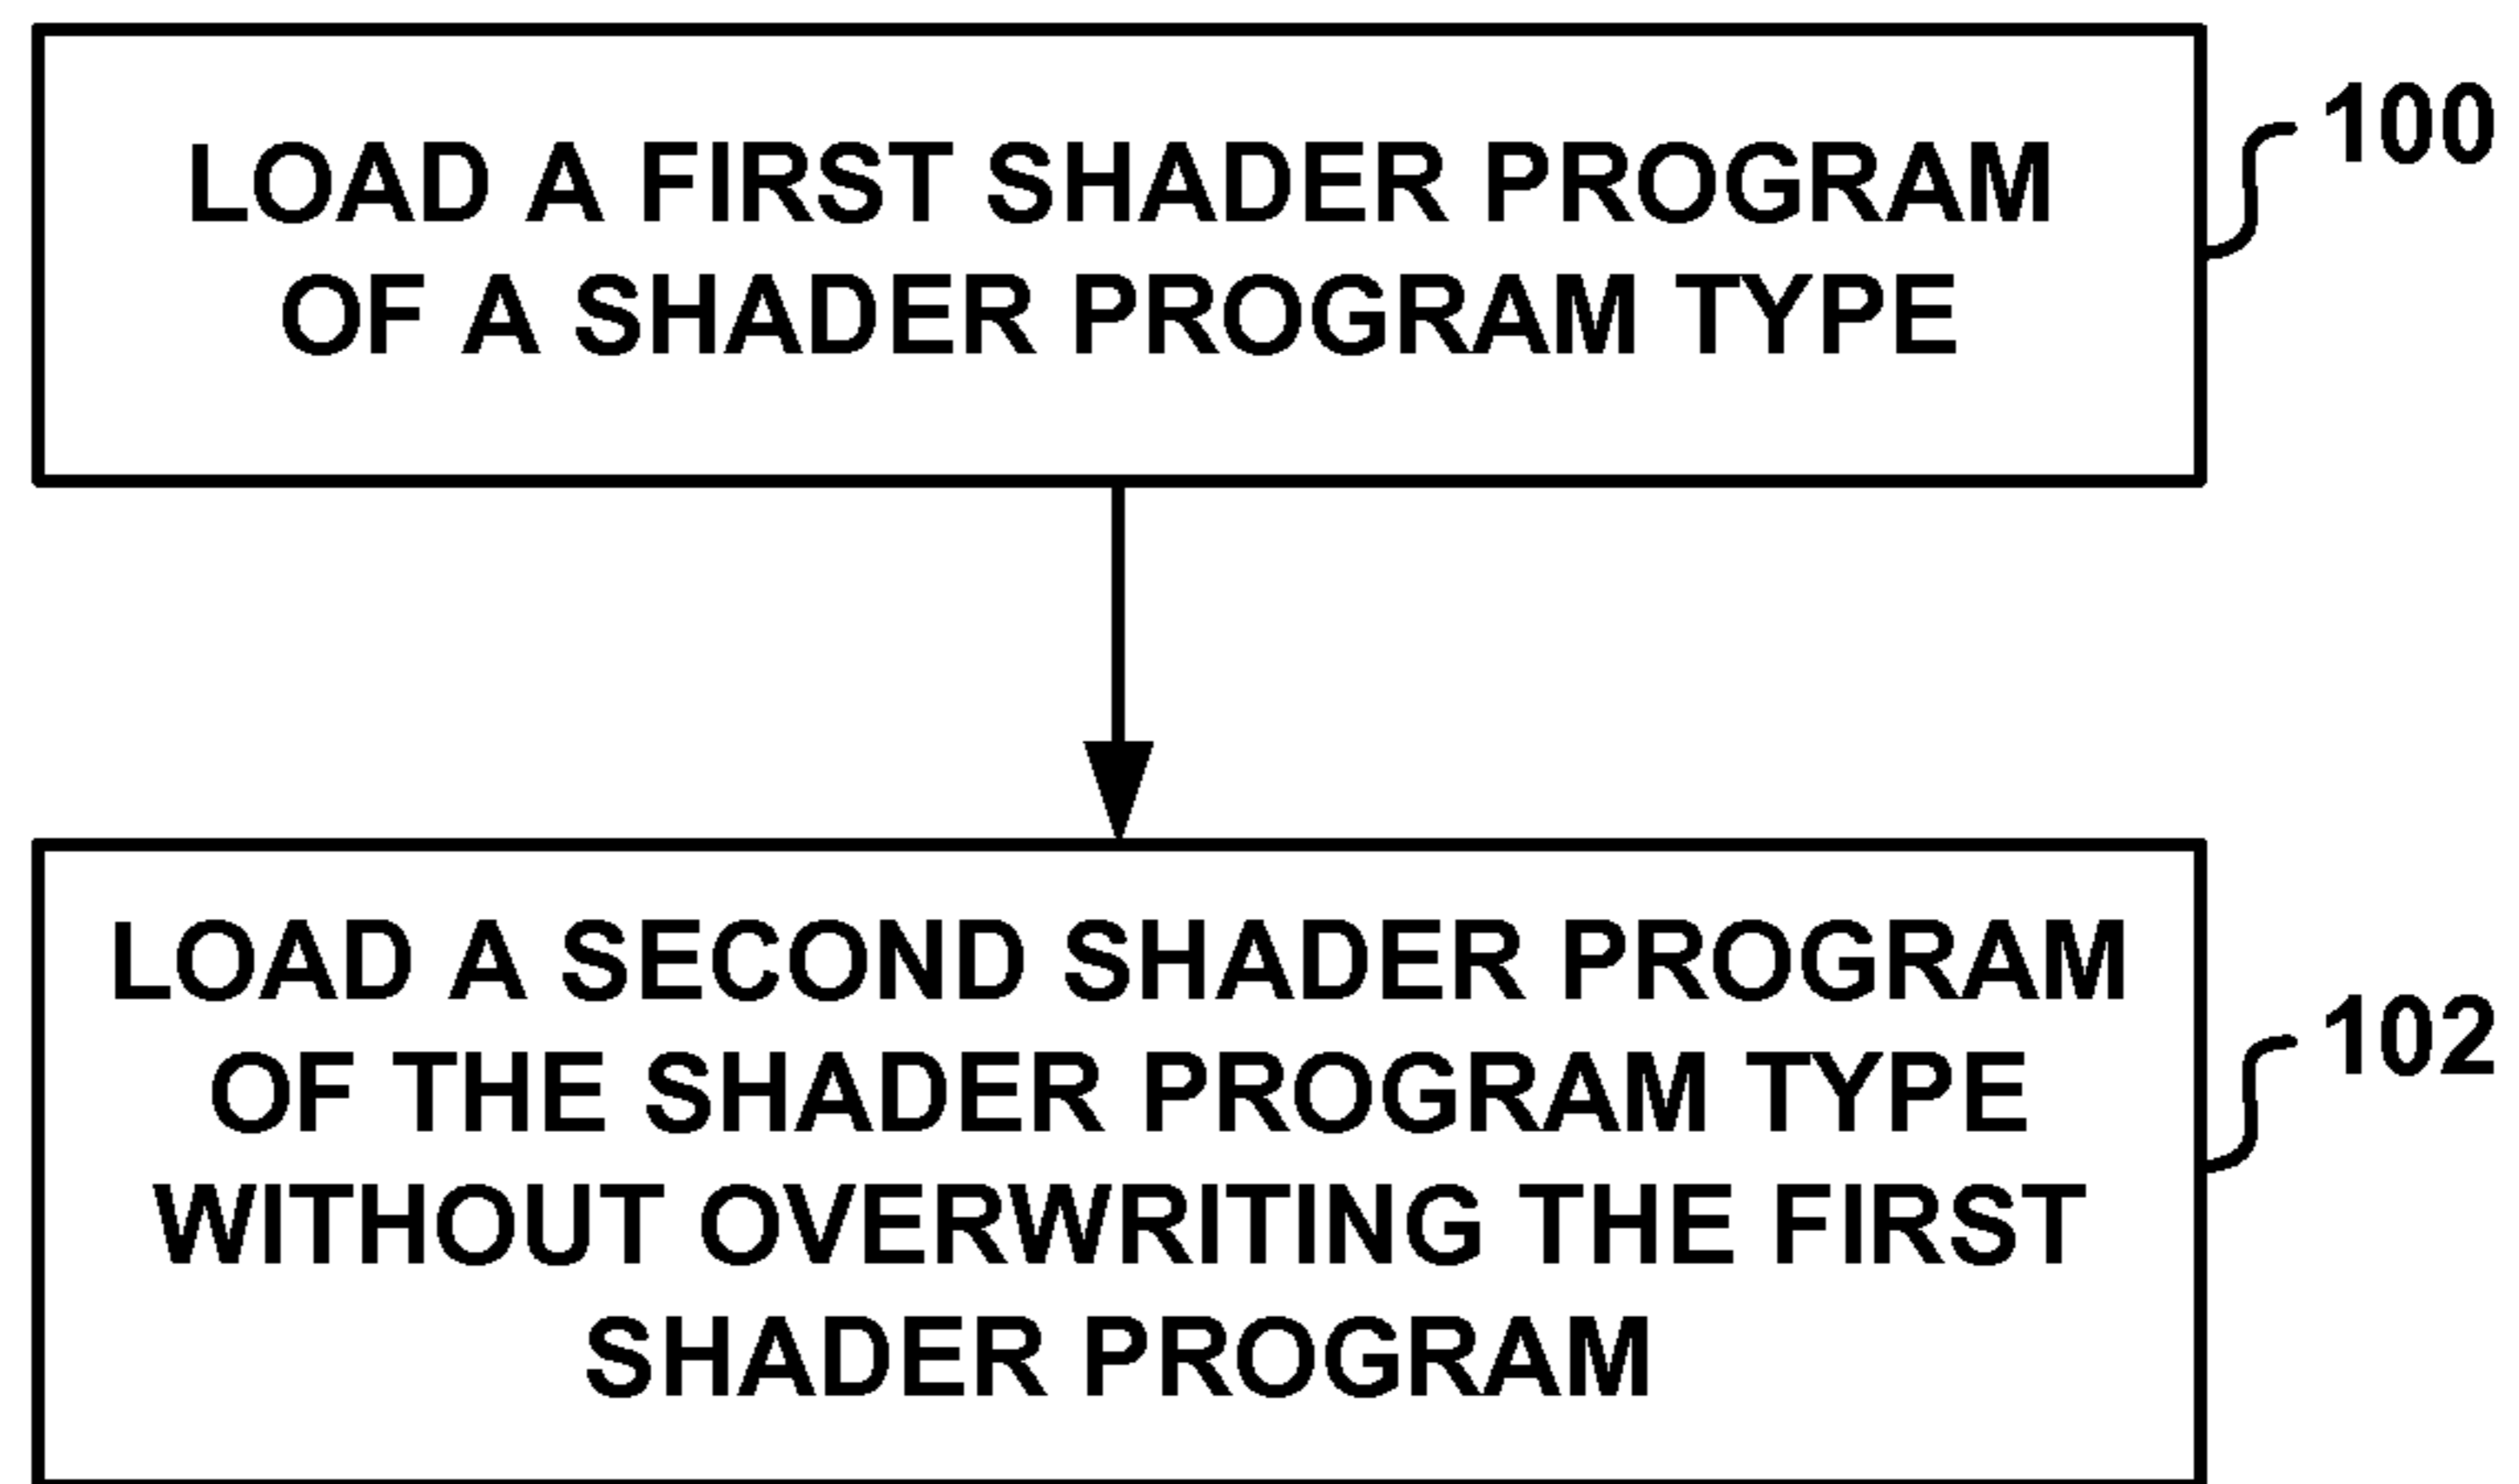 LOAD A FIRST SHADER PROGRAM
OF A SHADER PROGRAM TYPE
100
LOAD A SECOND SHADER PROGRAM
OF THE SHADER PROGRAM TYPE
WITHOUT OVERWRITING THE FIRST
SHADER PROGRAM
102